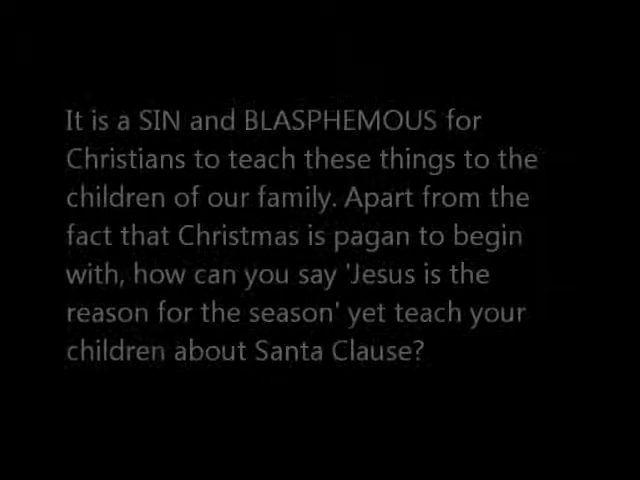 It is a SIN and BLASPHEMOUS for
Christians to teach these things to the
children of our family. Apart from the
fact that Christmas is pagan to begin
with, how can you say 'Jesus is the
reason for the season' yet teach your
children about Santa Clause?